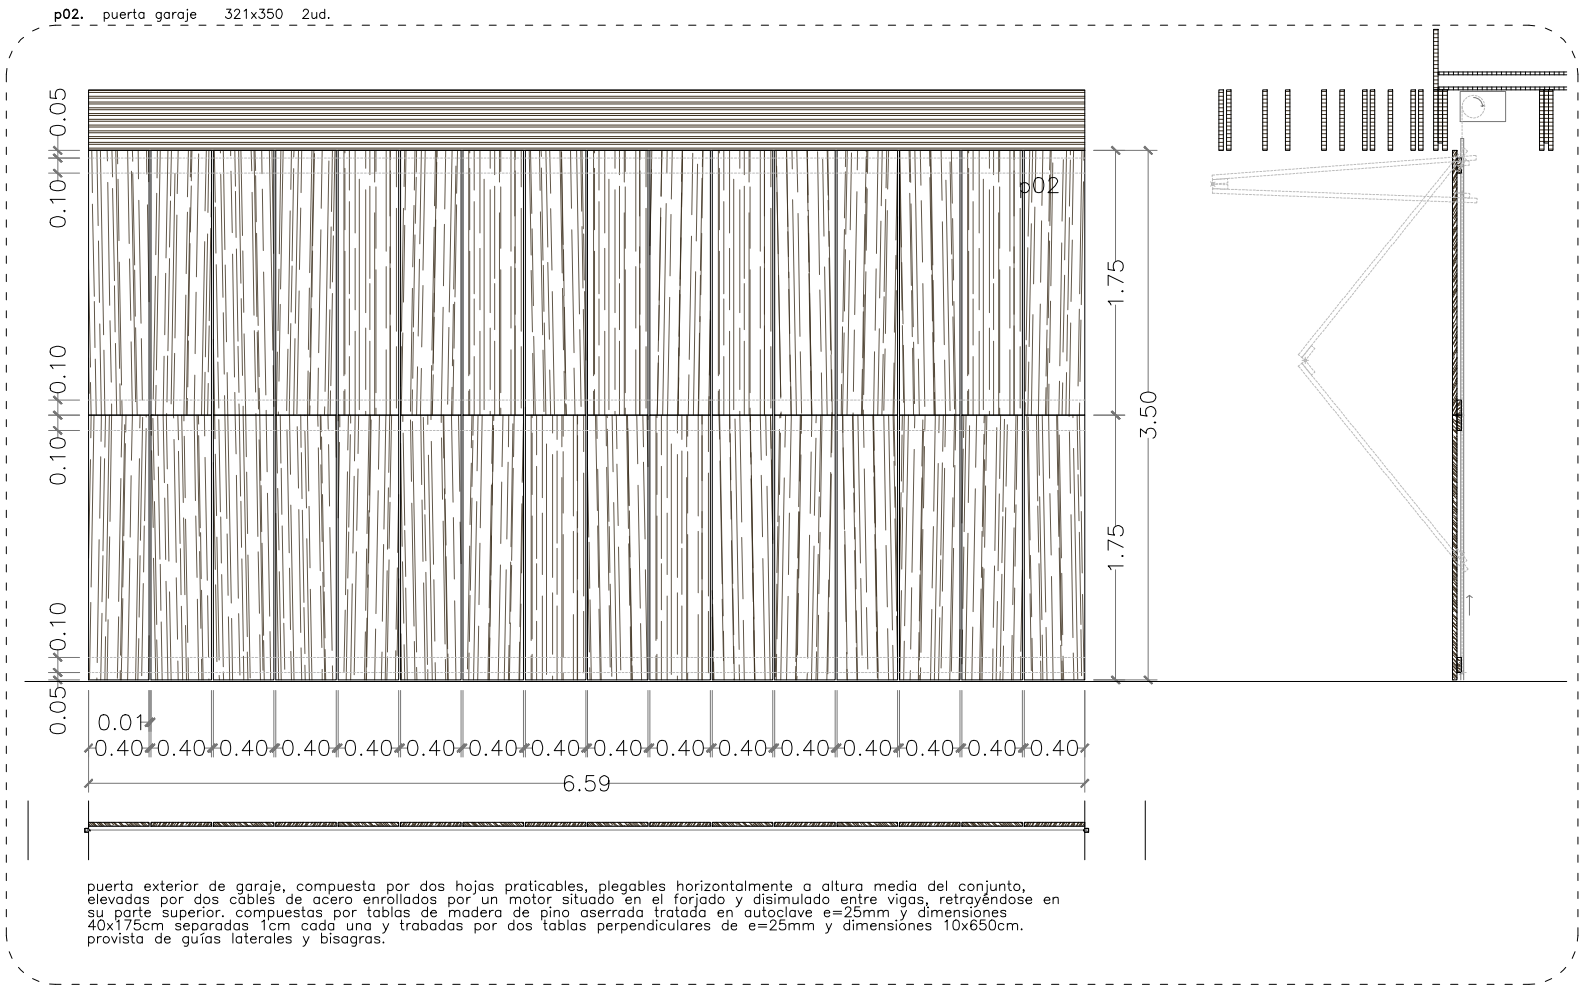 p02. puerta garaje 321x350 2ud.
0.05
0.10
p02
1.75
0.10
3.50
0.10
1.75
0.10
0.05
0.01
0.40 0.40 0.40 0.40 0.40 0.40 0.40 0.40 0.40 0.40 0.40 0.40 0.40 0.40 0.40 0.40
6.59
puerta exterior de garaje, compuesta por dos hojas praticables, plegables horizontalmente a altura media del conjunto,
elevadas por dos cables de acero enrollados por un motor situado en el forjado y disimulado entre vigas, retrayéndose en
su parte superior. compuestas por tablas de madera de pino aserrada tratada en autoclave e=25mm y dimensiones
40x175cm separadas 1cm cada una y trabadas por dos tablas perpendiculares de e=25mm y dimensiones 10x650cm.
provista de guías laterales y bisagras.